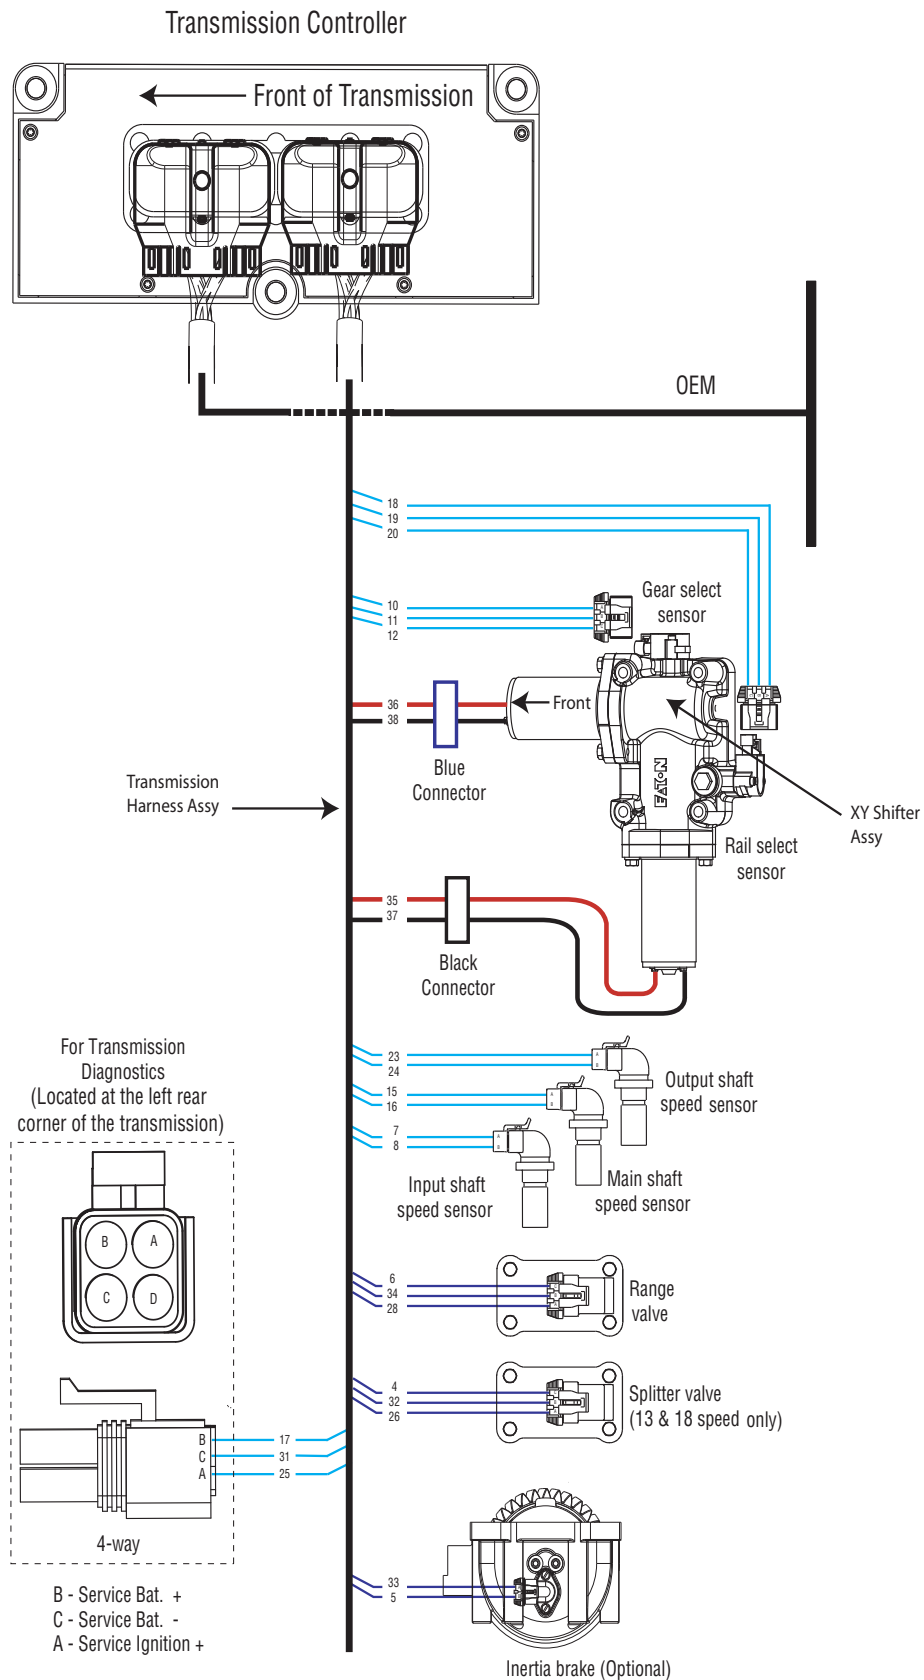 Transmission Controller
Front of Transmission
OEM
18
19
20
10
11
12
Gear select
sensor
36
38
Front
Blue
Connector
EATON
Transmission
Harness Assy
XY Shifter
Assy
Rail select
sensor
35
37
Black
Connector
For Transmission
Diagnostics
(Located at the left rear
corner of the transmission)
23
24
A
B
Output shaft
speed sensor
15
16
A
B
Main shaft
speed sensor
7
8
A
B
Input shaft
speed sensor
B A
C D
6
34
28
Range
valve
4
32
26
Splitter valve
(13 & 18 speed only)
B 17
C 31
A 25
4-way
33
5
B - Service Bat. +
C - Service Bat. -
A - Service Ignition +
Inertia brake (Optional)